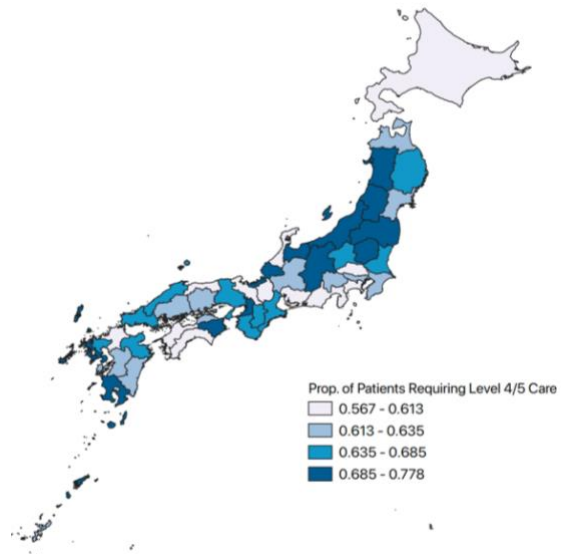 Prop. of Patients Requiring Level 4/5 Care
0.567 - 0.613
0.613 - 0.635
0.635 - 0.685
0.685 - 0.778